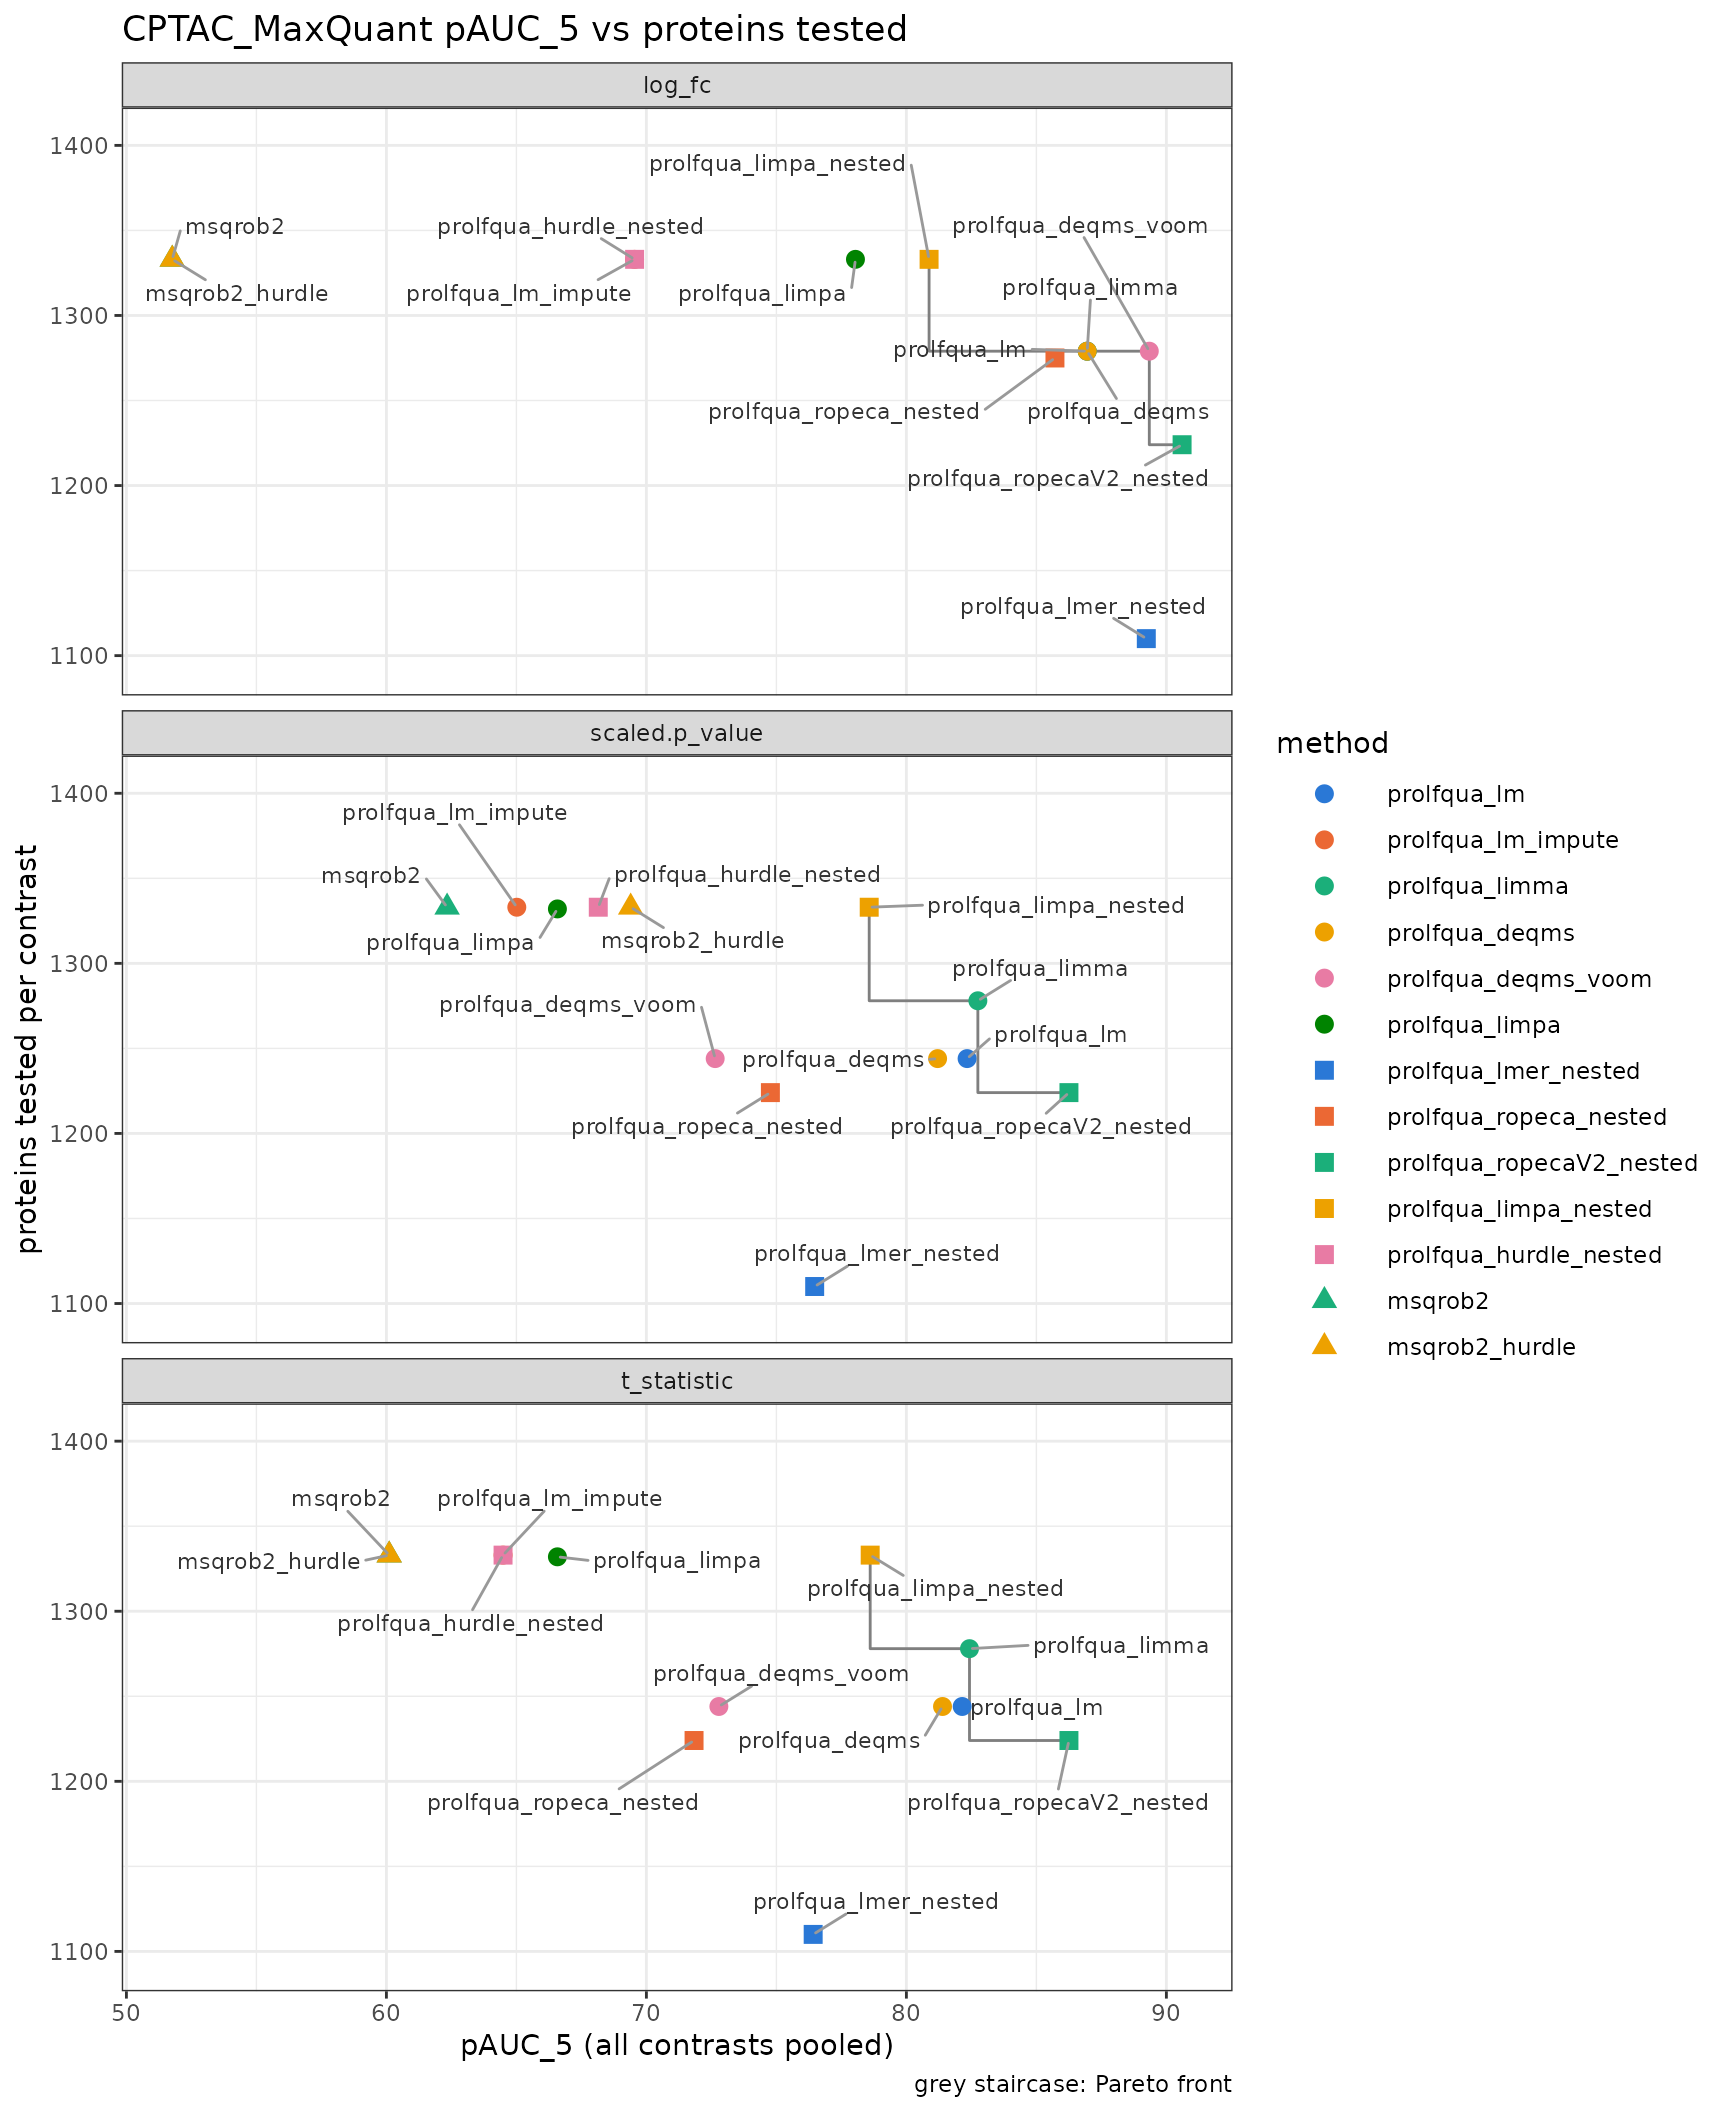 CPTAC_MaxQuant pAUC_5 vs proteins tested
log_fc
1400
1300
1200
1100
prolfqua_limpa_nested
msqrob2
prolfqua_hurdle_nested
prolfqua_deqms_voom
msqrob2_hurdle
prolfqua_lm_impute
prolfqua_limpa
prolfqua_limma
prolfqua_lm
prolfqua_ropeca_nested
prolfqua_deqms
prolfqua_ropecaV2_nested
prolfqua_lmer_nested
scaled.p_value
1400
1300
1200
1100
prolfqua_lm_impute
msqrob2
prolfqua_hurdle_nested
prolfqua_limpa_nested
prolfqua_limpa
msqrob2_hurdle
prolfqua_limma
prolfqua_deqms_voom
prolfqua_lm
prolfqua_deqms
prolfqua_ropeca_nested
prolfqua_ropecaV2_nested
prolfqua_lmer_nested
t_statistic
1400
1300
1200
1100
msqrob2
prolfqua_lm_impute
msqrob2_hurdle
prolfqua_limpa
prolfqua_limpa_nested
prolfqua_hurdle_nested
prolfqua_limma
prolfqua_deqms_voom
prolfqua_lm
prolfqua_deqms
prolfqua_ropeca_nested
prolfqua_ropecaV2_nested
prolfqua_lmer_nested
50
60
70
80
90
pAUC_5 (all contrasts pooled)
proteins tested per contrast
grey staircase: Pareto front
method
prolfqua_lm
prolfqua_lm_impute
prolfqua_limma
prolfqua_deqms
prolfqua_deqms_voom
prolfqua_limpa
prolfqua_lmer_nested
prolfqua_ropeca_nested
prolfqua_ropecaV2_nested
prolfqua_limpa_nested
prolfqua_hurdle_nested
msqrob2
msqrob2_hurdle